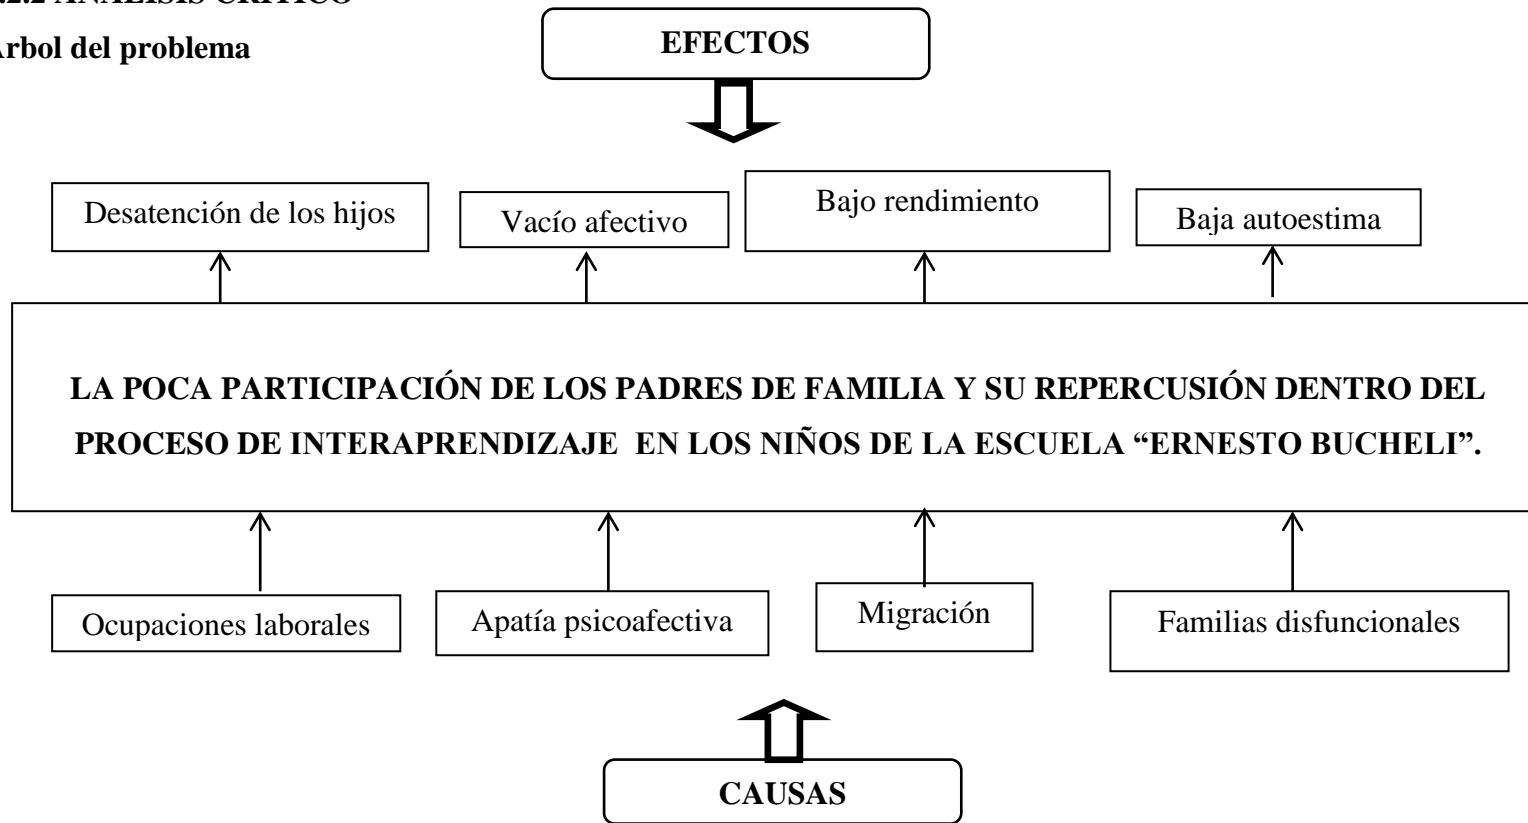 .2.2 ANÁLISIS CRÍTICO
Árbol del problema
EFECTOS
Desatención de los hijos
Vacío afectivo
Bajo rendimiento
Baja autoestima
LA POCA PARTICIPACIÓN DE LOS PADRES DE FAMILIA Y SU REPERCUSIÓN DENTRO DEL
PROCESO DE INTERAPRENDIZAJE EN LOS NIÑOS DE LA ESCUELA “ERNESTO BUCHELI”.
Ocupaciones laborales
Apatía psicoafectiva
Migración
Familias disfuncionales
CAUSAS